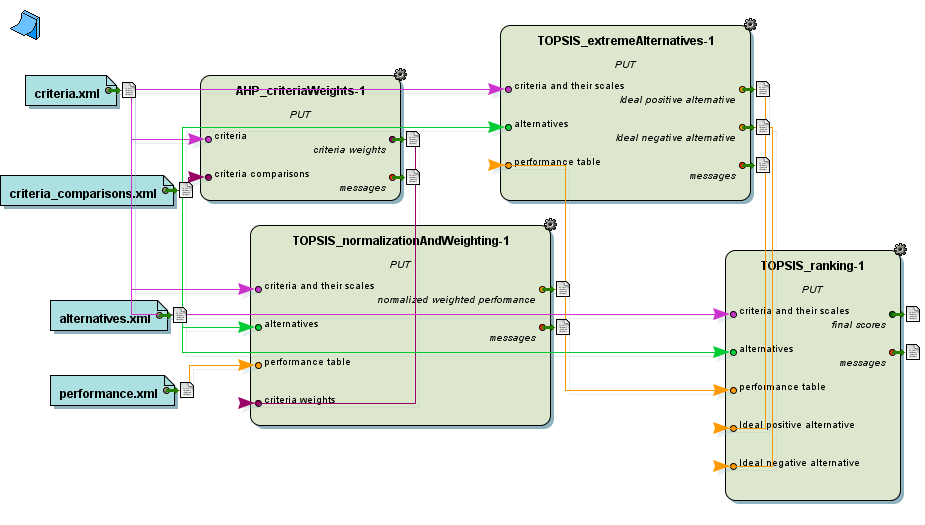 criteria.xml
criteria_comparisons.xml
alternatives.xml
performance.xml
AHP_criteriaWeights-1
PUT
criteria
criteria weights
criteria comparisons
messages
TOPSIS_extremeAlternatives-1
PUT
criteria and their scales
Ideal positive alternative
alternatives
Ideal negative alternative
performance table
messages
TOPSIS_normalizationAndWeighting-1
PUT
criteria and their scales
normalized weighted performance
alternatives
messages
performance table
criteria weights
TOPSIS_ranking-1
PUT
criteria and their scales
final scores
alternatives
messages
performance table
Ideal positive alternative
Ideal negative alternative